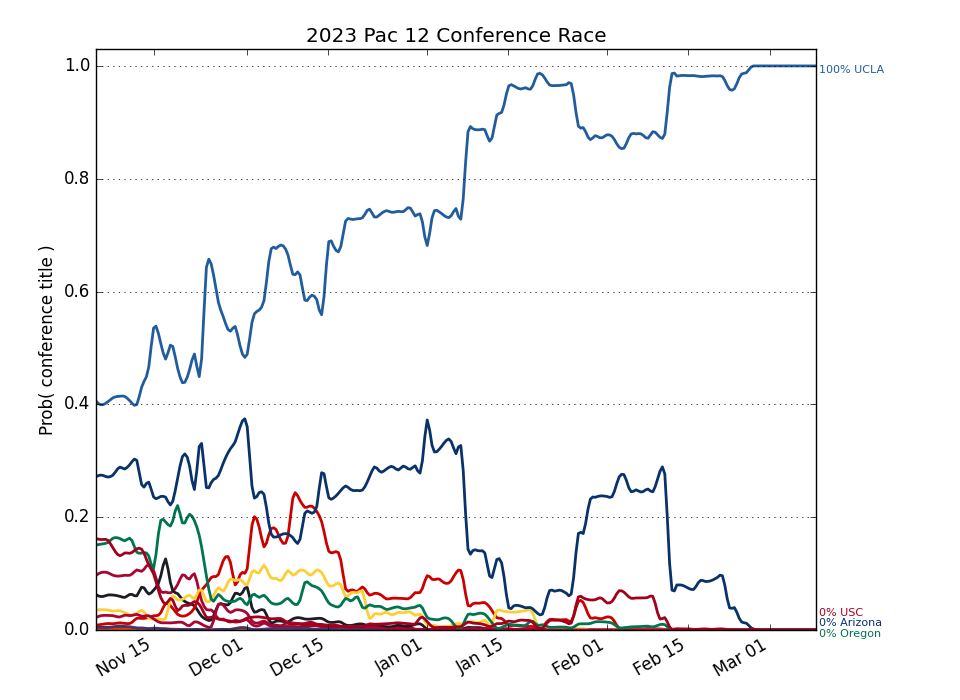 2023 Pac 12 Conference Race
Prob( conference title )
1.0
0.8
0.6
0.4
0.2
0.0
Nov 15
Dec 01
Dec 15
Jan 01
Jan 15
Feb 01
Feb 15
Mar 01
100% UCLA
0% USC
0% Arizona
0% Oregon